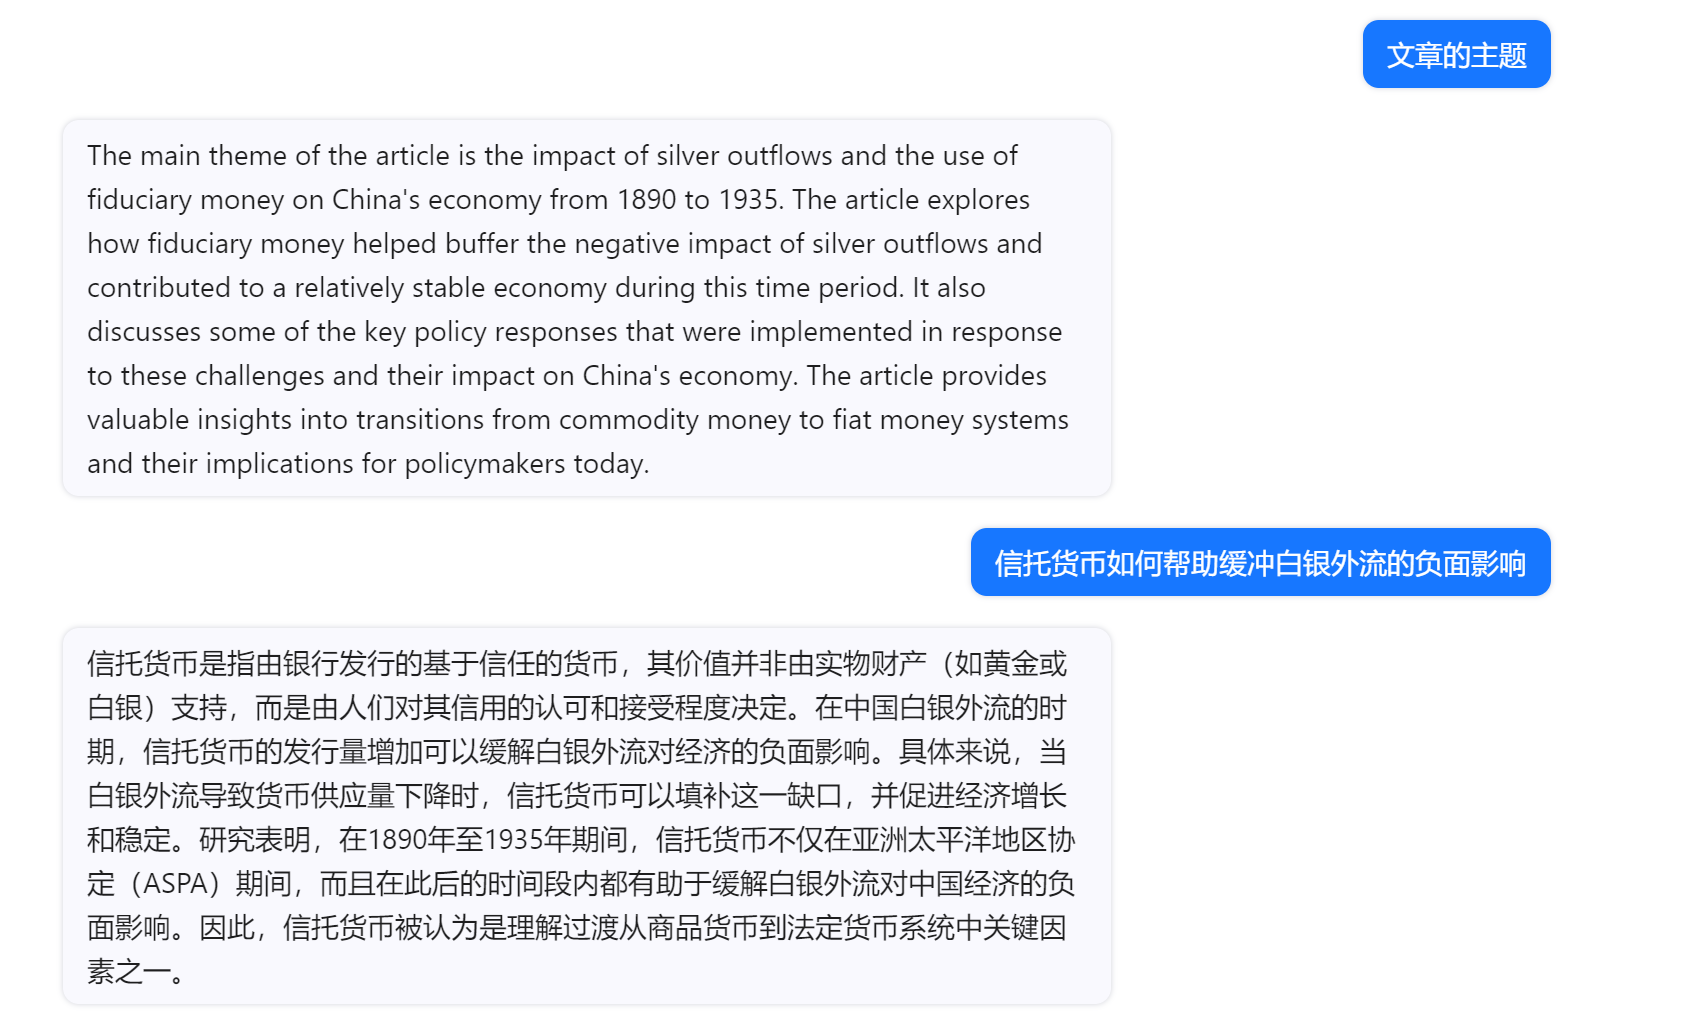 文章的主题
The main theme of the article is the impact of silver outflows and the use of
fiduciary money on China's economy from 1890 to 1935. The article explores
how fiduciary money helped buffer the negative impact of silver outflows and
contributed to a relatively stable economy during this time period. It also
discusses some of the key policy responses that were implemented in response
to these challenges and their impact on China's economy. The article provides
valuable insights into transitions from commodity money to fiat money systems
and their implications for policymakers today.
信托货币如何帮助缓冲白银外流的负面影响
信托货币是指由银行发行的基于信任的货币，其价值并非由实物财产（如黄金或
白银）支持，而是由人们对其信用的认可和接受程度决定。在中国白银外流的时
期，信托货币的发行量增加可以缓解白银外流对经济的负面影响。具体来说，当
白银外流导致货币供应量下降时，信托货币可以填补这一缺口，并促进经济增长
和稳定。研究表明，在1890年至1935年期间，信托货币不仅在亚洲太平洋地区协
定（ASPA）期间，而且在此后的时间段内都有助于缓解白银外流对中国经济的负
面影响。因此，信托货币被认为是理解过渡从商品货币到法定货币系统中关键因
素之一。